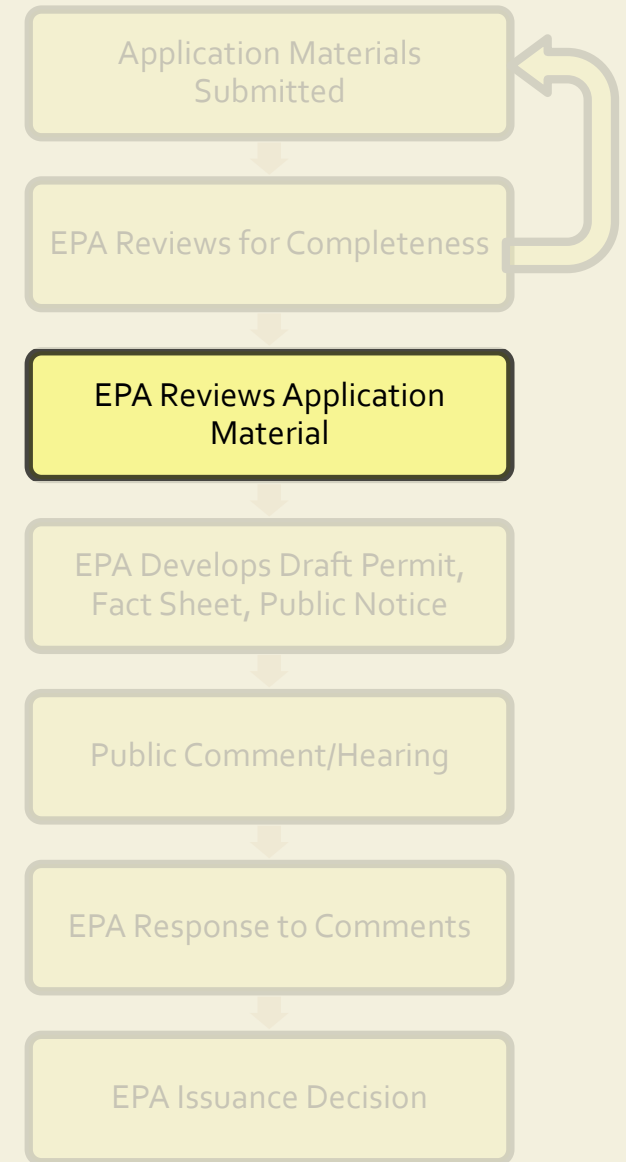 Application Materials
Submitted
EPA Reviews for Completeness
EPA Reviews Application
Material
EPA Develops Draft Permit,
Fact Sheet, Public Notice
Public Comment/Hearing
EPA Response to Comments
EPA Issuance Decision